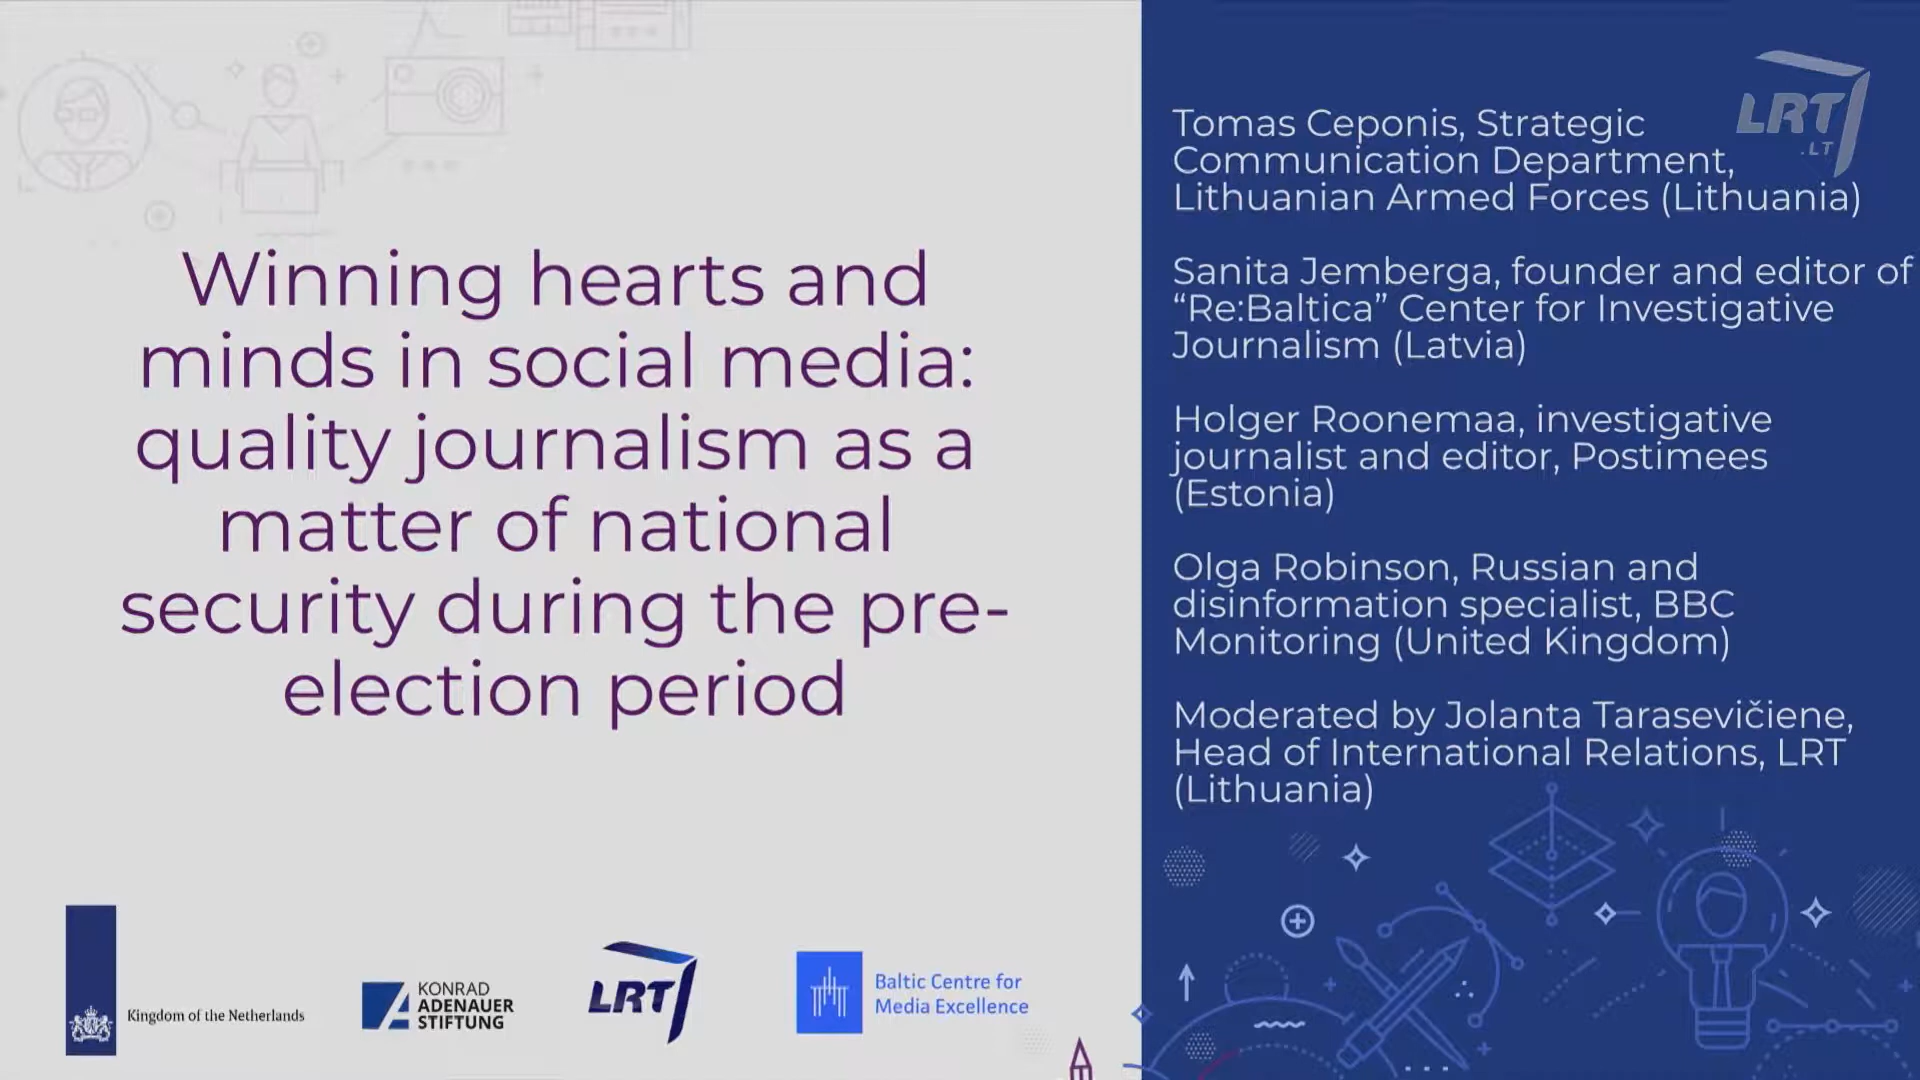 Winning hearts and
minds in social media:
quality journalism as a
matter of national
security during the pre-
election period
Kingdom of the Netherlands
KONRAD
ADENAUER
STIFTUNG
LRT
Baltic Centre for
Media Excellence
LRT
.LT
Tomas Ceponis, Strategic
Communication Department,
Lithuanian Armed Forces (Lithuania)
Sanita Jemberga, founder and editor of
“Re:Baltica” Center for Investigative
Journalism (Latvia)
Holger Roonemaa, investigative
journalist and editor, Postimees
(Estonia)
Olga Robinson, Russian and
disinformation specialist, BBC
Monitoring (United Kingdom)
Moderated by Jolanta Tarasevičiene,
Head of International Relations, LRT
(Lithuania)